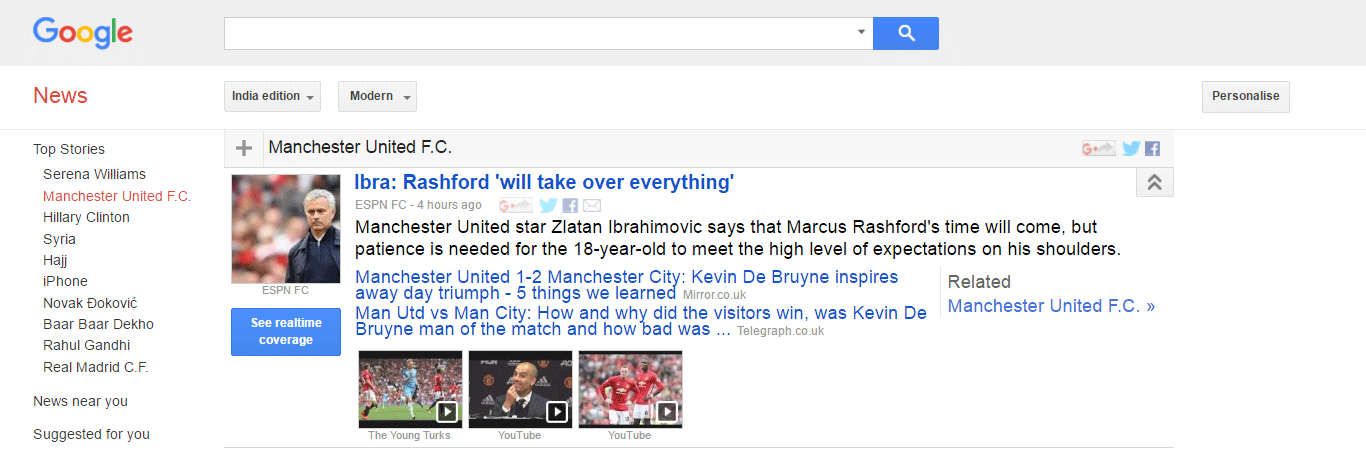 Google
News
India edition
Modern
Personalise
Top Stories
Serena Williams
Manchester United F.C.
Hillary Clinton
Syria
Hajj
iPhone
Novak Đoković
Baar Baar Dekho
Rahul Gandhi
Real Madrid C.F.
News near you
Suggested for you
Manchester United F.C.
G+
Ibra: Rashford 'will take over everything'
ESPN FC - 4 hours ago
G+
Manchester United star Zlatan Ibrahimovic says that Marcus Rashford's time will come, but
patience is needed for the 18-year-old to meet the high level of expectations on his shoulders.
ESPN FC
See realtime
coverage
Manchester United 1-2 Manchester City: Kevin De Bruyne inspires
away day triumph - 5 things we learned Mirror.co.uk
Man Utd vs Man City: How and why did the visitors win, was Kevin De
Bruyne man of the match and how bad was ... Telegraph.co.uk
Related
Manchester United F.C. »
The Young Turks
YouTube
YouTube